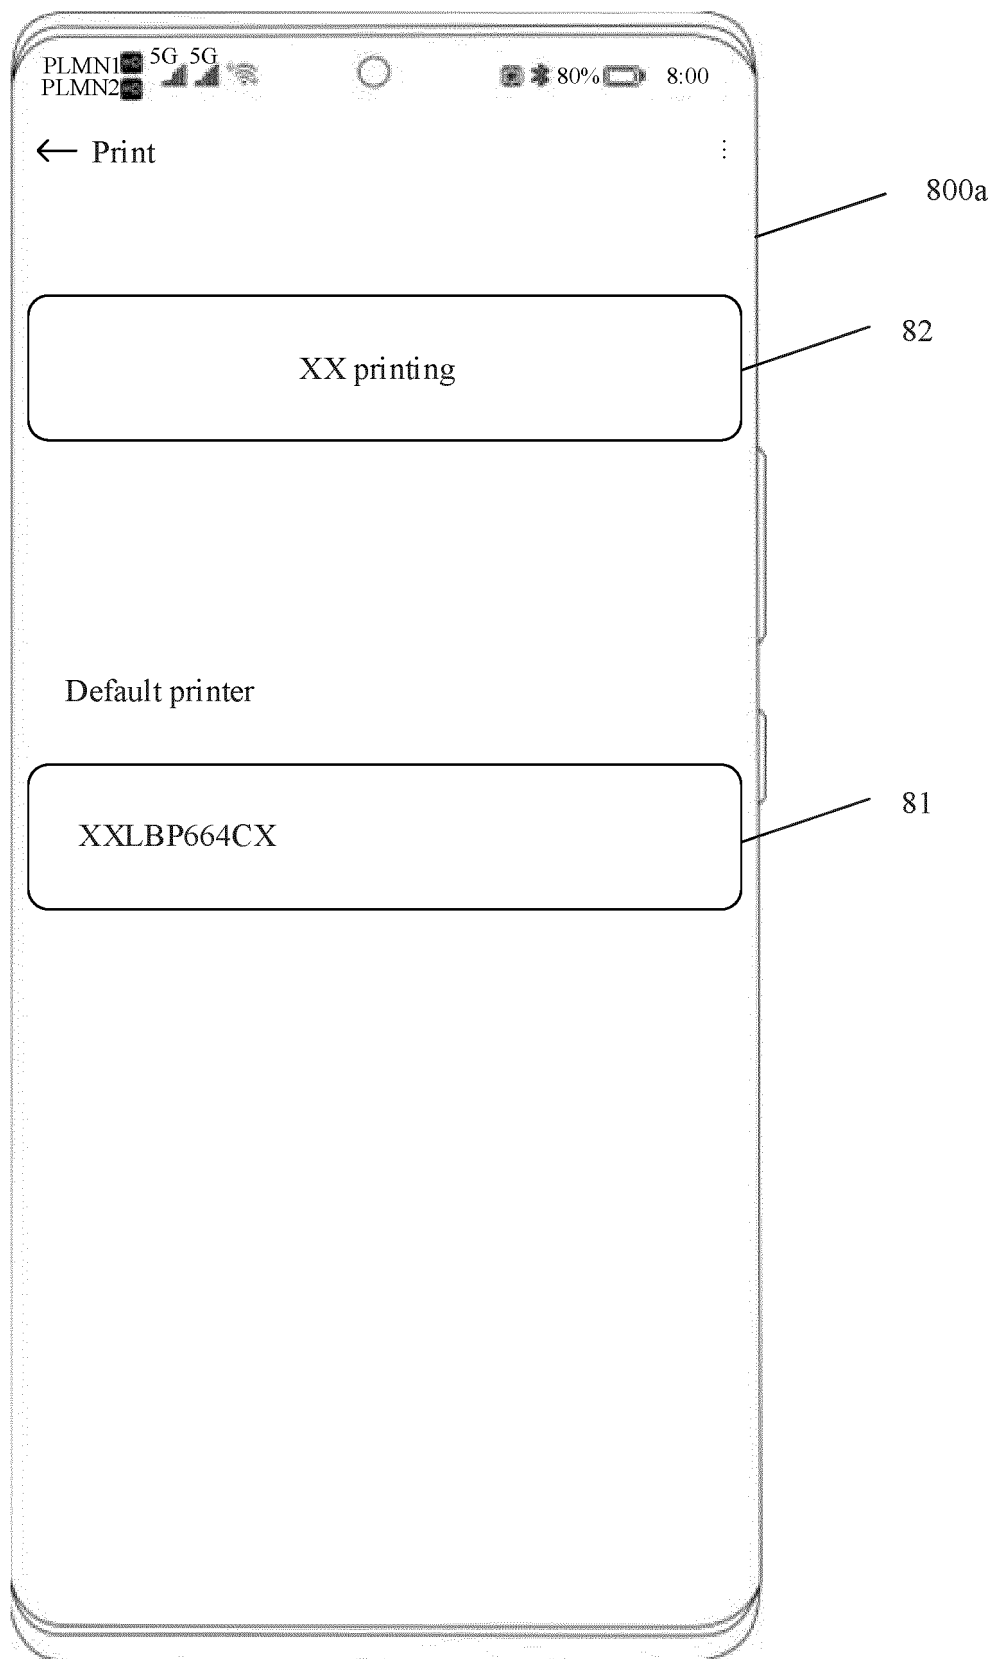 PLMN1 5G 5G 80% 8:00
PLMN2
Print
800a
82
XX printing
Default printer
81
XXLBP664CX